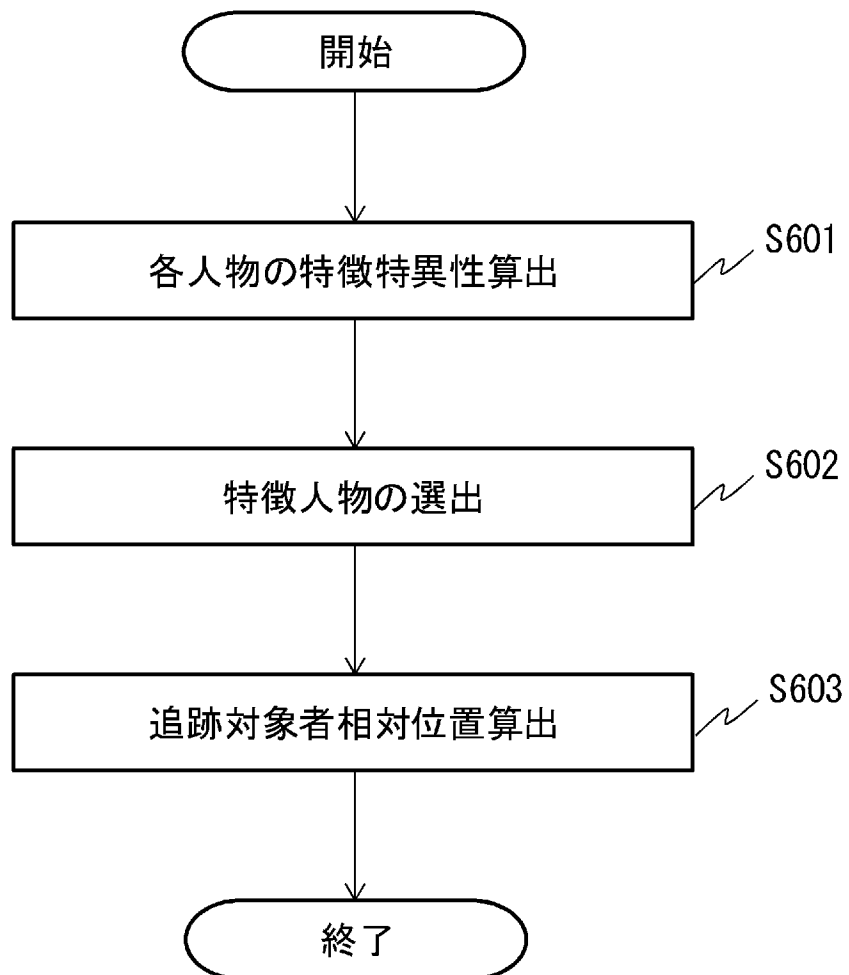 開始
各人物の特徴特異性算出
S601
特徴人物の選出
S602
追跡対象者相対位置算出
S603
終了